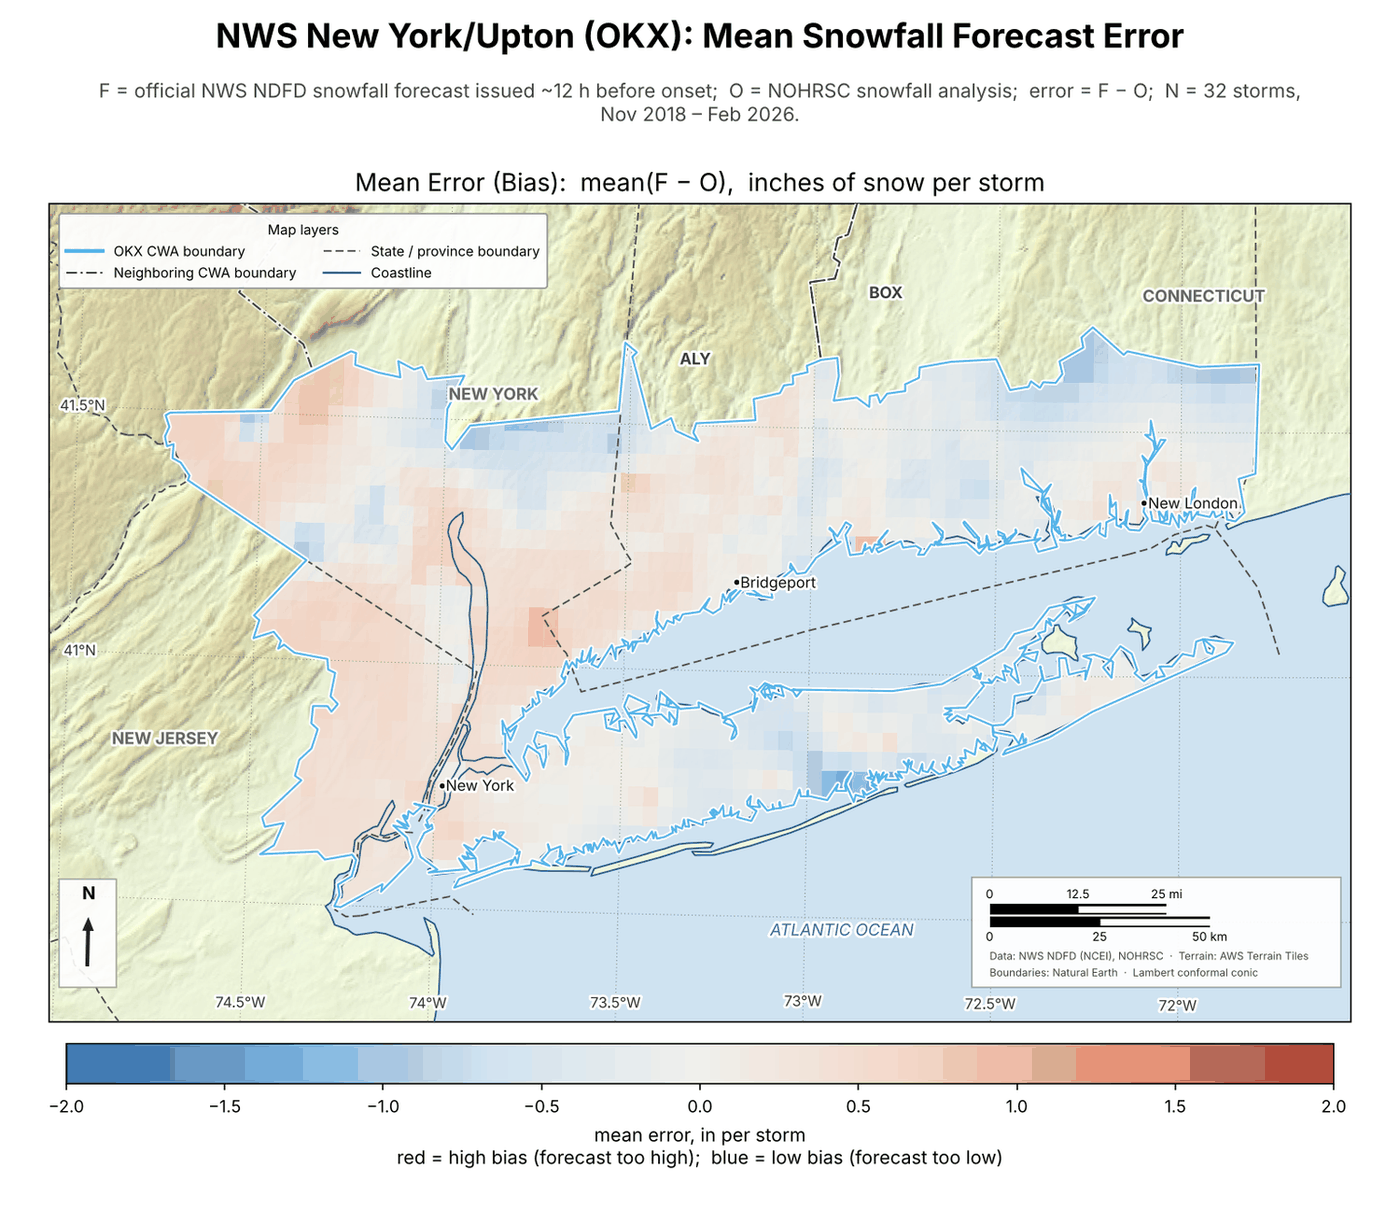 NWS New York/Upton (OKX): Mean Snowfall Forecast Error
F = official NWS NDFD snowfall forecast issued ~12 h before onset;  O = NOHRSC snowfall analysis;  error = F − O;  N = 32 storms,
Nov 2018 – Feb 2026.
Mean Error (Bias):  mean(F − O),  inches of snow per storm
Map layers
OKX CWA boundary
State / province boundary
Neighboring CWA boundary
Coastline
BOX
CONNECTICUT
ALY
NEW YORK
41.5°N
New London
Bridgeport
41°N
NEW JERSEY
New York
N
ATLANTIC OCEAN
0 12.5 25 mi
0 25 50 km
Data: NWS NDFD (NCEI), NOHRSC · Terrain: AWS Terrain Tiles
Boundaries: Natural Earth · Lambert conformal conic
74.5°W 74°W 73.5°W 73°W 72.5°W 72°W
−2.0 −1.5 −1.0 −0.5 0.0 0.5 1.0 1.5 2.0
mean error, in per storm
red = high bias (forecast too high);  blue = low bias (forecast too low)